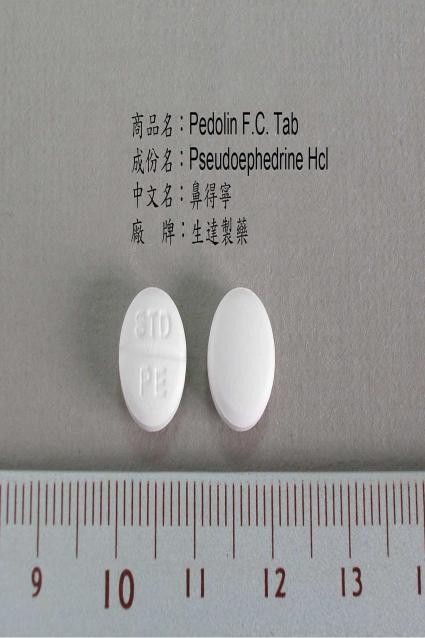 商品名：Pedolin F.C. Tab
成份名：Pseudoephedrine Hcl
中文名：鼻得寧
廠　牌：生達製藥
STD
PE
9 10 11 12 13